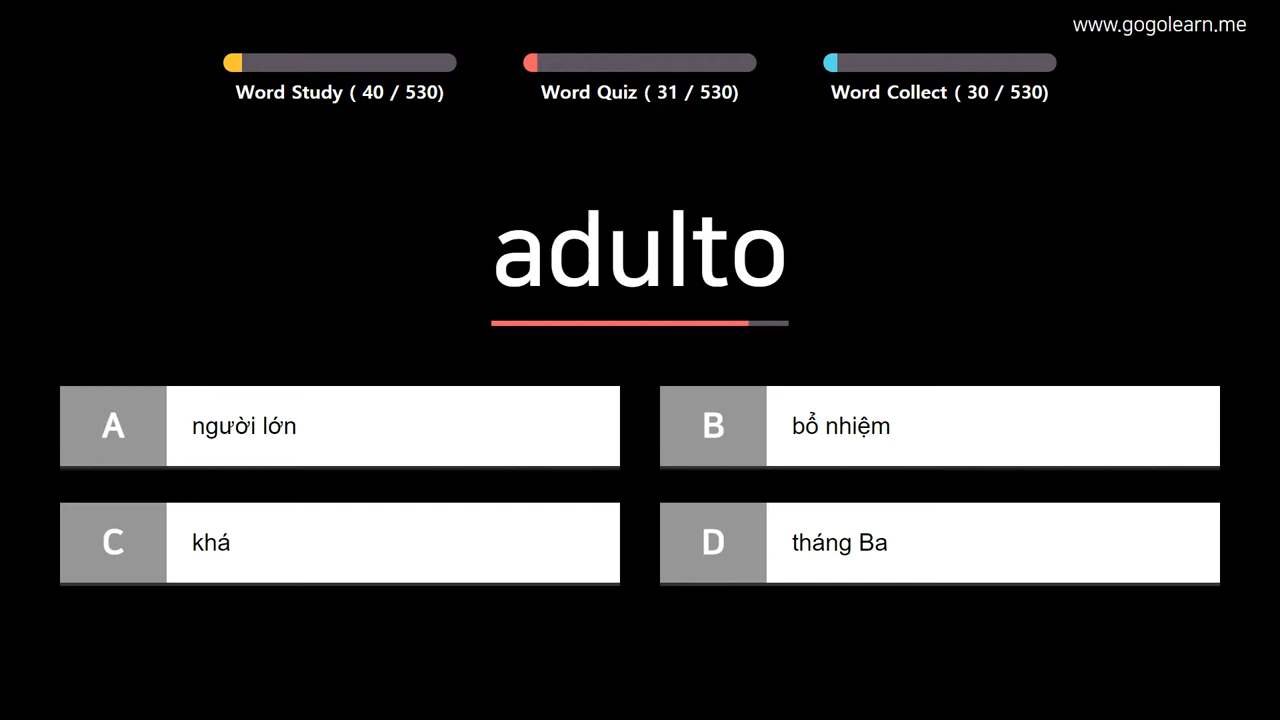 www.gogolearn.me
Word Study ( 40 / 530)
Word Quiz ( 31 / 530)
Word Collect ( 30 / 530)
adulto
A người lớn
B bổ nhiệm
C khá
D tháng Ba